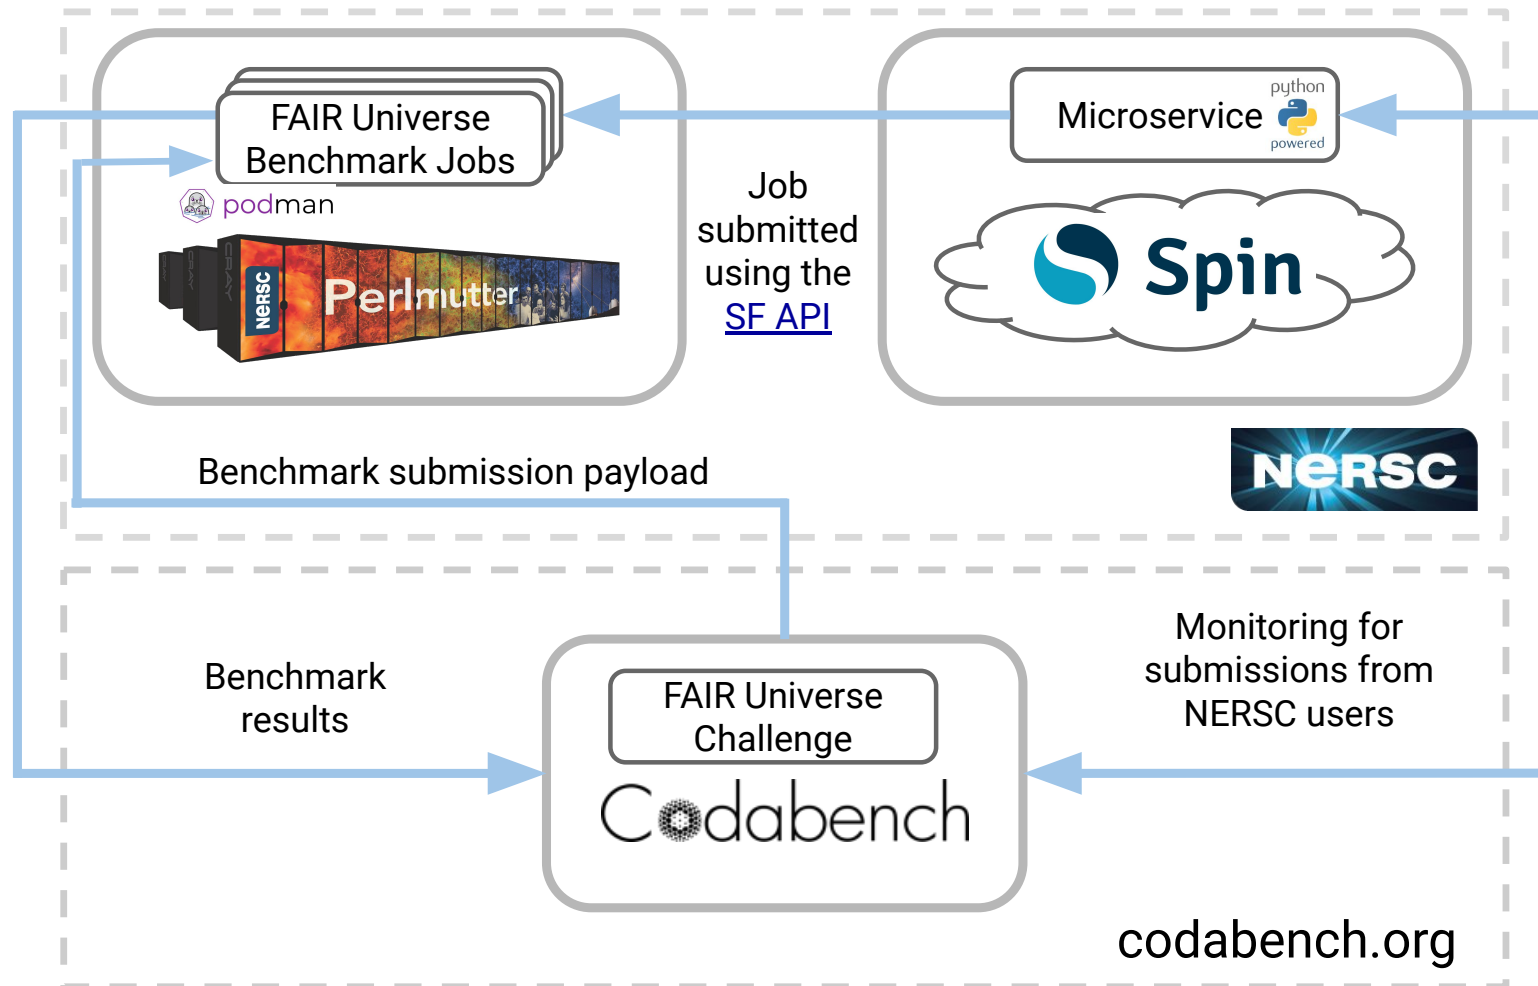 FAIR Universe
Benchmark Jobs
podman
CRAY
CRAY
NERSC
Perlmutter
Job
submitted
using the
SF API
Microservice
python
powered
Spin
NERSC
Benchmark submission payload
Benchmark
results
FAIR Universe
Challenge
Codabench
Monitoring for
submissions from
NERSC users
codabench.org